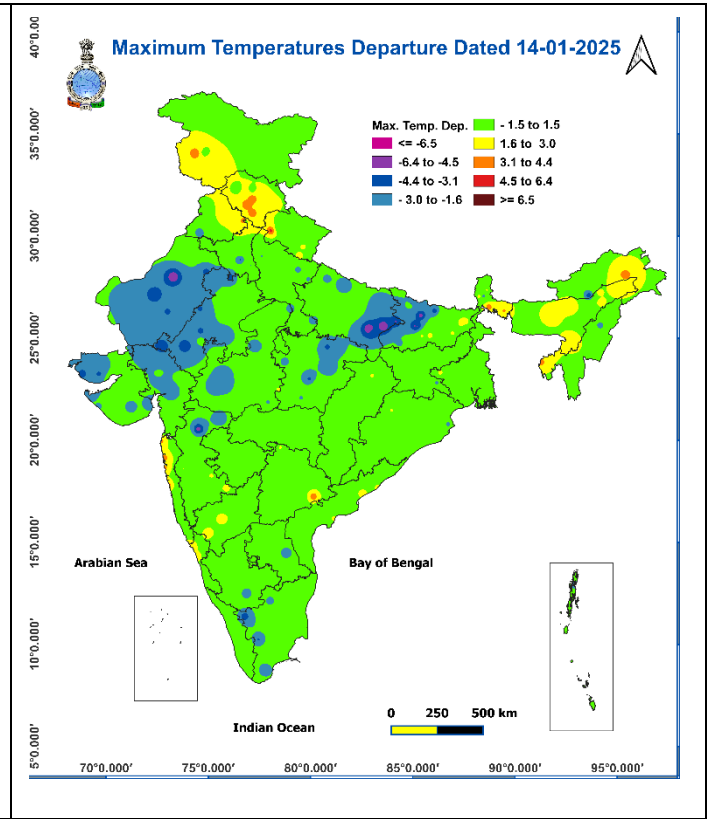 Maximum Temperatures Departure Dated 14-01-2025
Max. Temp. Dep.
<= -6.5
-6.4 to -4.5
-4.4 to -3.1
- 3.0 to -1.6
- 1.5 to 1.5
1.6 to 3.0
3.1 to 4.4
4.5 to 6.4
>= 6.5
40°0.00
35°0.000'
30°0.000'
25°0.000'
20°0.000'
15°0.000'
10°0.000'
5°0.000'
Arabian Sea
Bay of Bengal
Indian Ocean
0 250 500 km
70°0.000' 75°0.000' 80°0.000' 85°0.000' 90°0.000' 95°0.000'